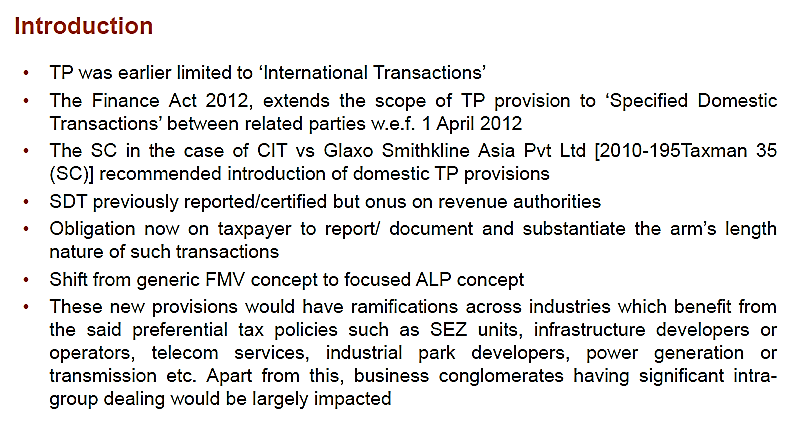 Introduction
• TP was earlier limited to ‘International Transactions’
• The Finance Act 2012, extends the scope of TP provision to ‘Specified Domestic
Transactions’ between related parties w.e.f. 1 April 2012
• The SC in the case of CIT vs Glaxo Smithkline Asia Pvt Ltd [2010-195Taxman 35
(SC)] recommended introduction of domestic TP provisions
• SDT previously reported/certified but onus on revenue authorities
• Obligation now on taxpayer to report/ document and substantiate the arm’s length
nature of such transactions
• Shift from generic FMV concept to focused ALP concept
• These new provisions would have ramifications across industries which benefit from
the said preferential tax policies such as SEZ units, infrastructure developers or
operators, telecom services, industrial park developers, power generation or
transmission etc. Apart from this, business conglomerates having significant intra-
group dealing would be largely impacted